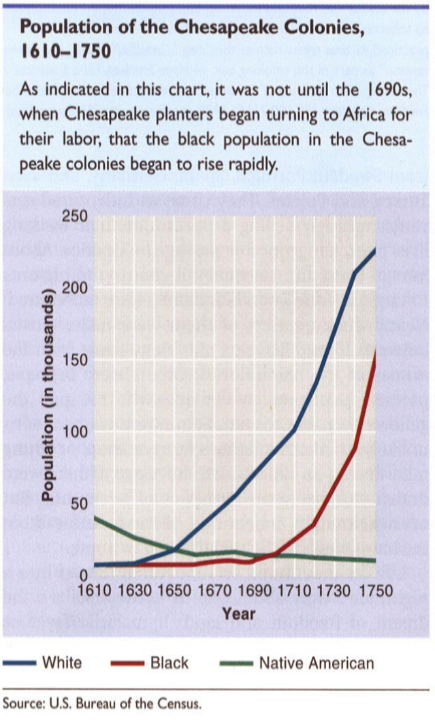 Population of the Chesapeake Colonies,
1610–1750
As indicated in this chart, it was not until the 1690s,
when Chesapeake planters began turning to Africa for
their labor, that the black population in the Chesa-
peake colonies began to rise rapidly.
250
200
150
100
50
0
Population (in thousands)
1610 1630 1650 1670 1690 1710 1730 1750
Year
White Black Native American
Source: U.S. Bureau of the Census.